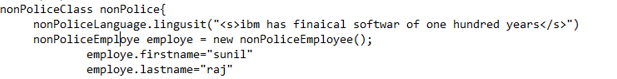 nonPoliceClass nonPolice{
nonPoliceLanguage.lingusit("<s>ibm has finaical softwar of one hundred years</s>")
nonPoliceEmploye employe = new nonPoliceEmployee();
employe.firstname="sunil"
employe.lastname="raj"